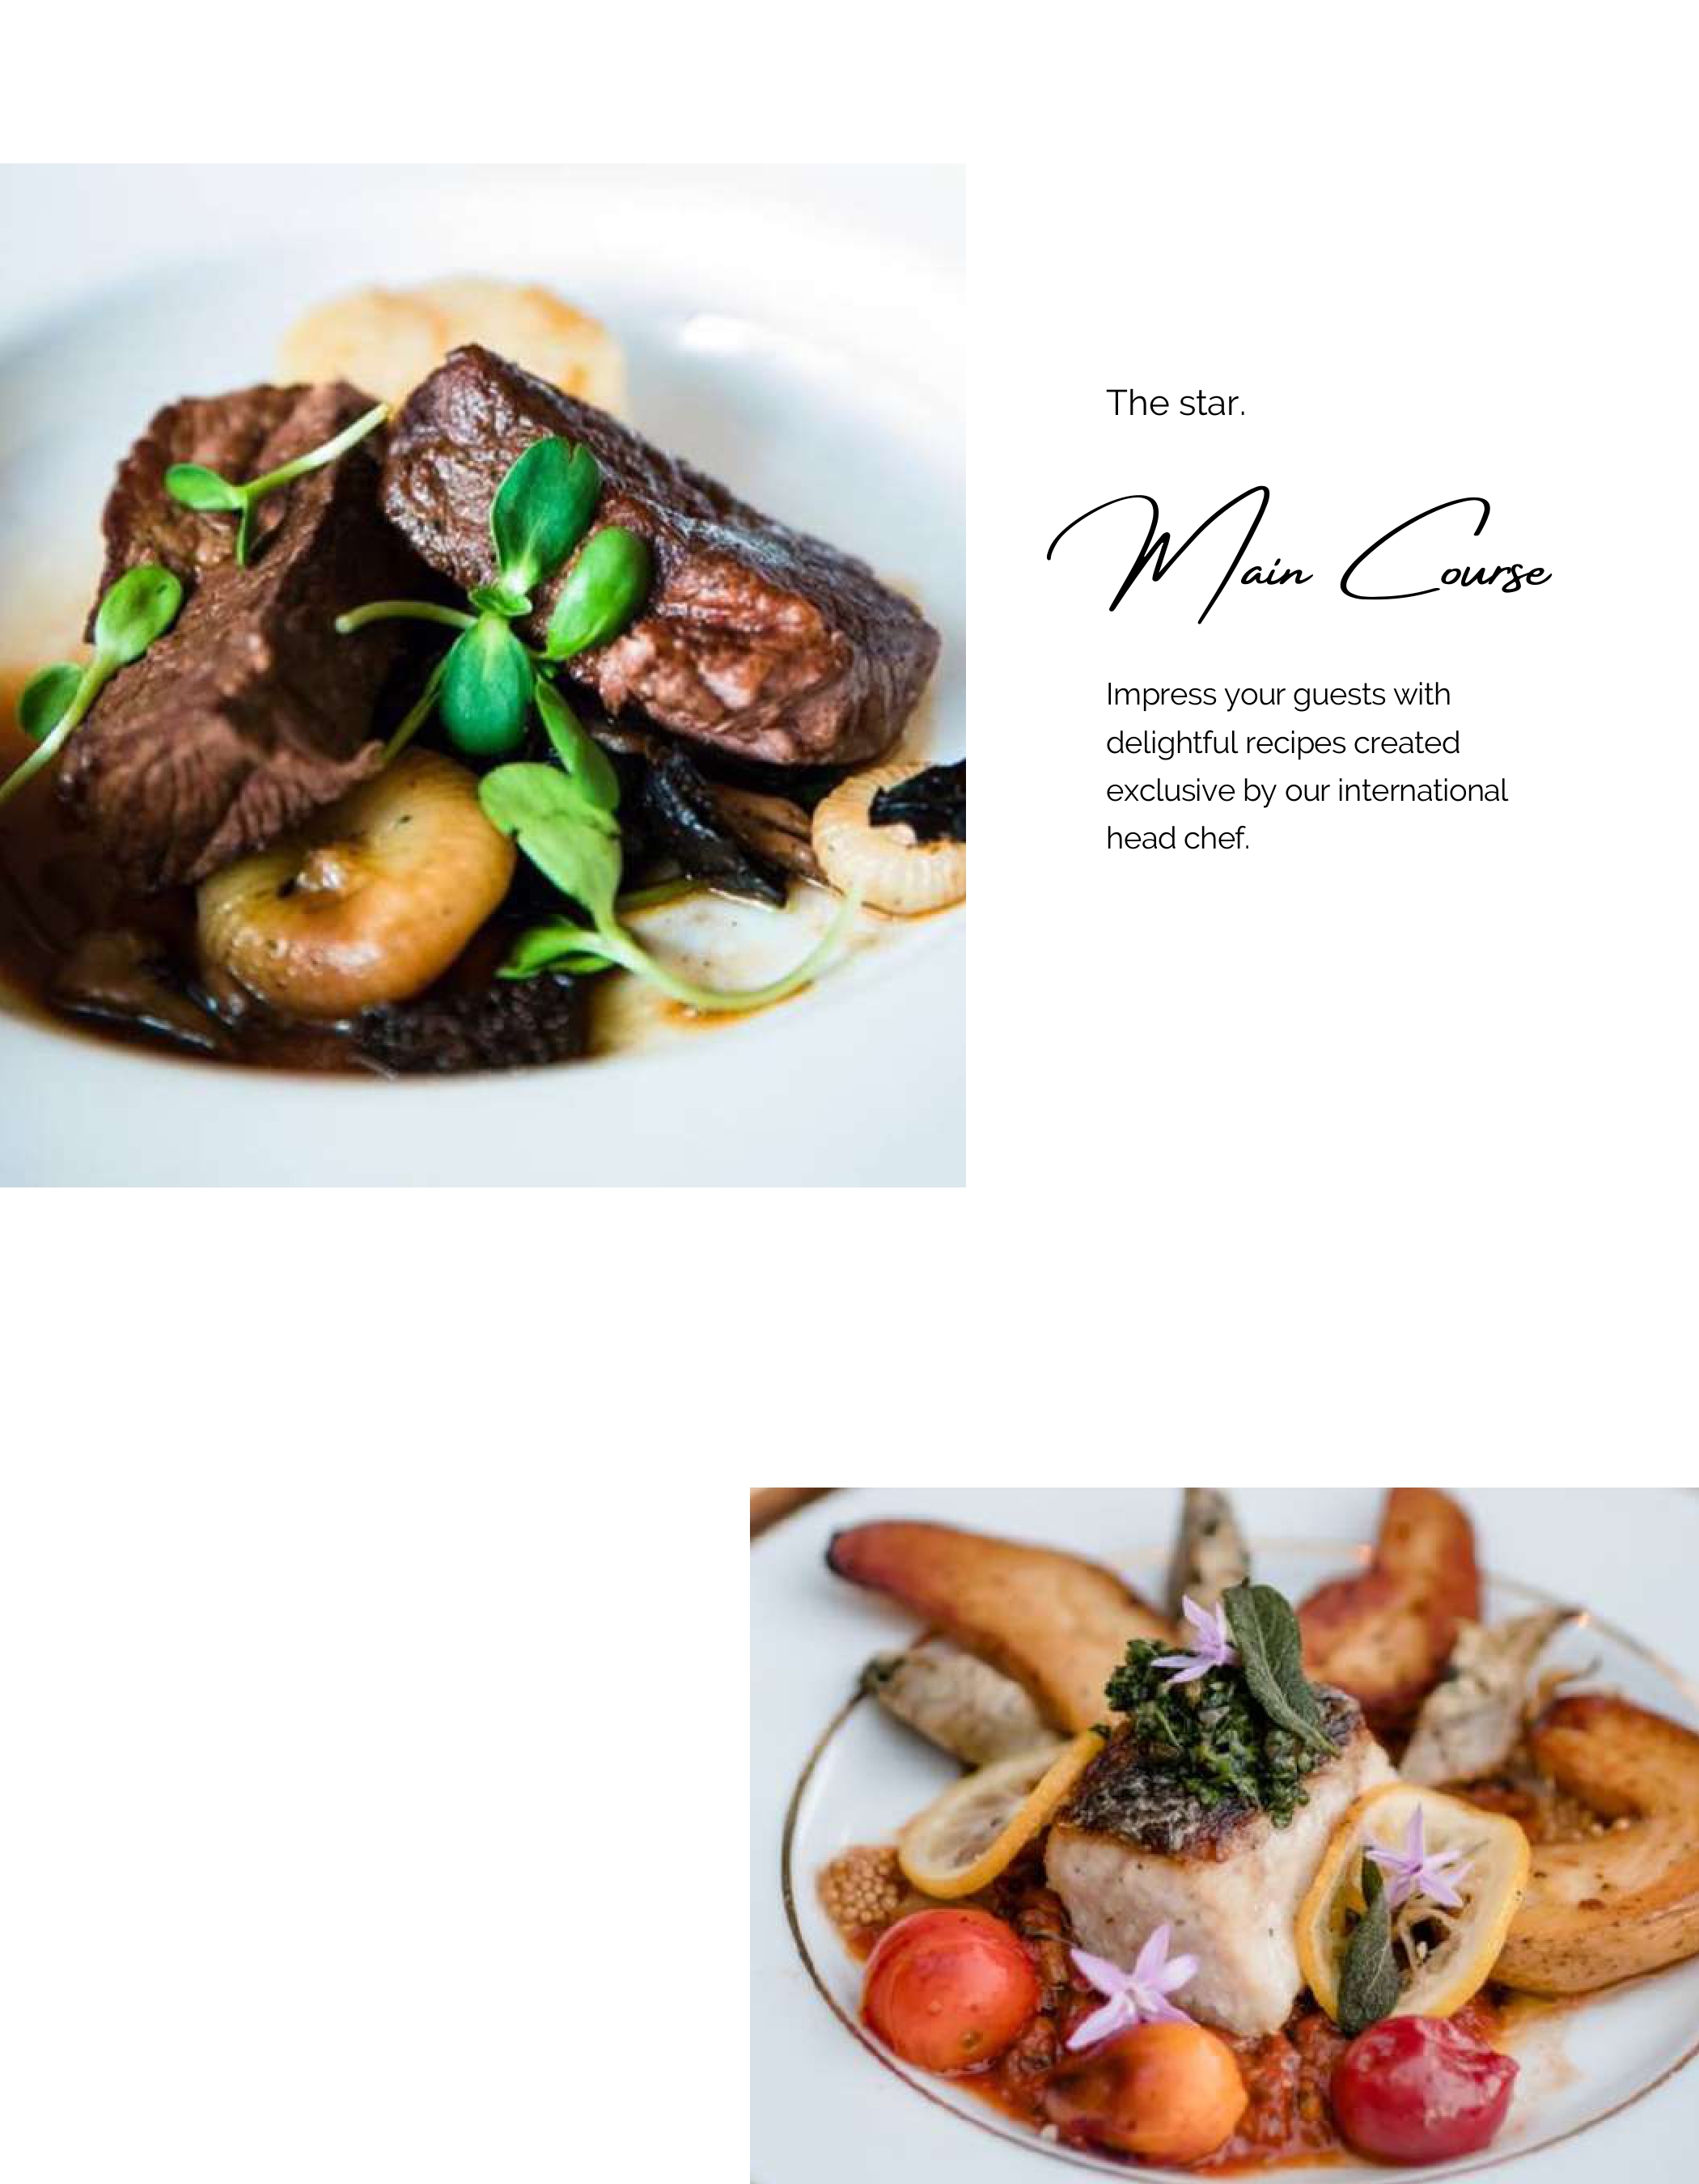 The star.
Main Course
Impress your guests with
delightful recipes created
exclusive by our international
head chef.